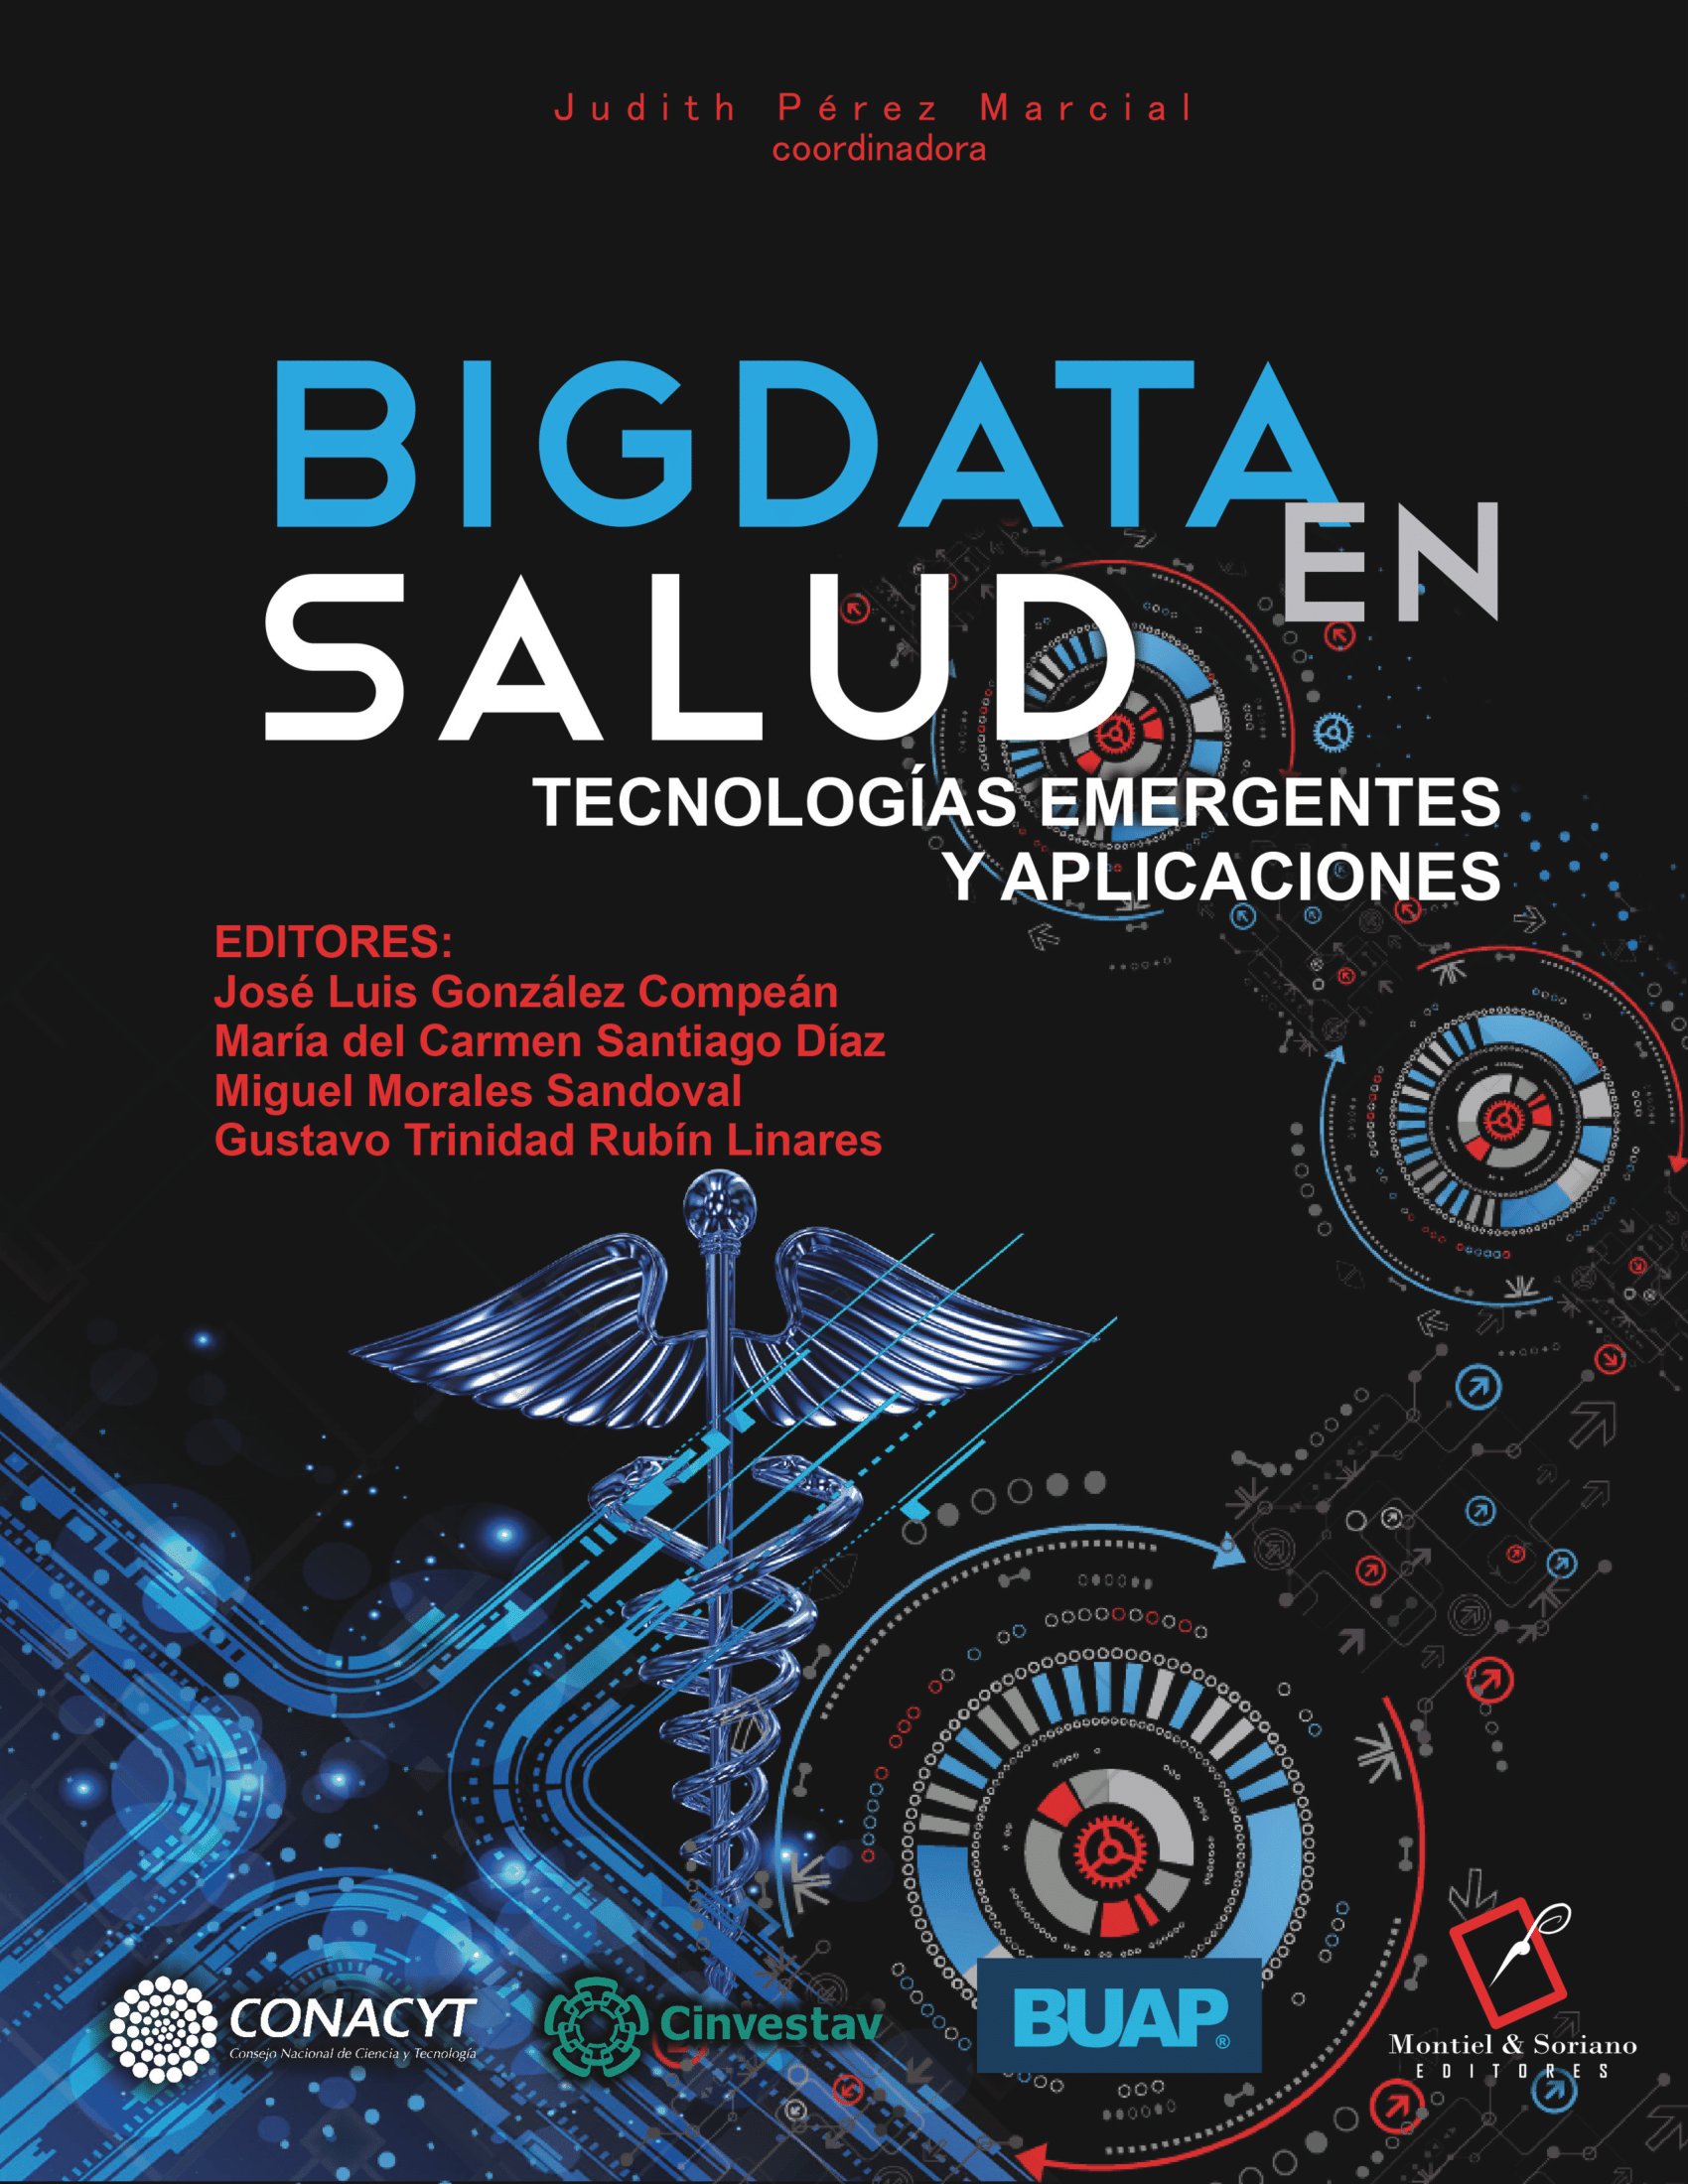 Judith Pérez Marcial
coordinadora
BIGDATA
EN
SALUD
TECNOLOGÍAS EMERGENTES
Y APLICACIONES
EDITORES:
José Luis González Compeán
María del Carmen Santiago Díaz
Miguel Morales Sandoval
Gustavo Trinidad Rubín Linares
CONACYT
Consejo Nacional de Ciencia y Tecnología
Cinvestav
BUAP®
Montiel & Soriano
EDITORES